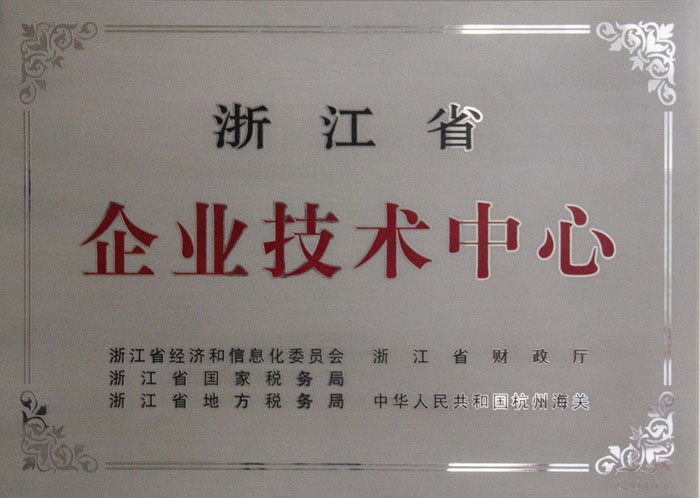 浙江省
企业技术中心
浙江省经济和信息化委员会 浙江省财政厅
浙江省国家税务局
浙江省地方税务局 中华人民共和国杭州海关